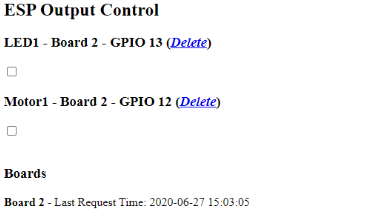 ESP Output Control
LED1 - Board 2 - GPIO 13 (Delete)
Motor1 - Board 2 - GPIO 12 (Delete)
Boards
Board 2 - Last Request Time: 2020-06-27 15:03:05